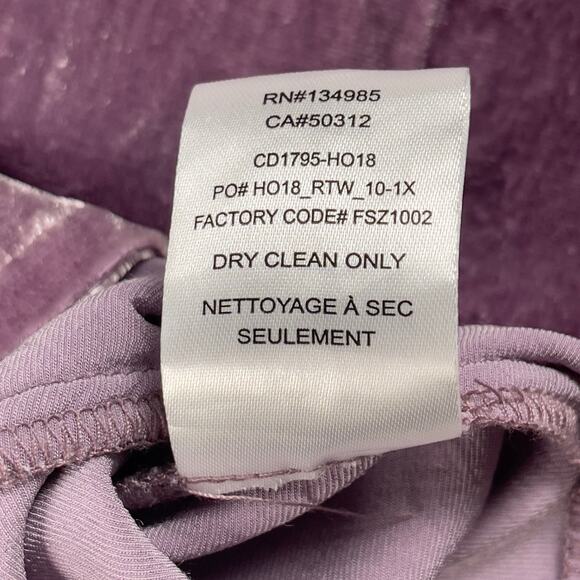 RN#134985
CA#50312
CD1795-HO18
PO# HO18_RTW_10-1X
FACTORY CODE# FSZ1002
DRY CLEAN ONLY
NETTOYAGE À SEC
SEULEMENT